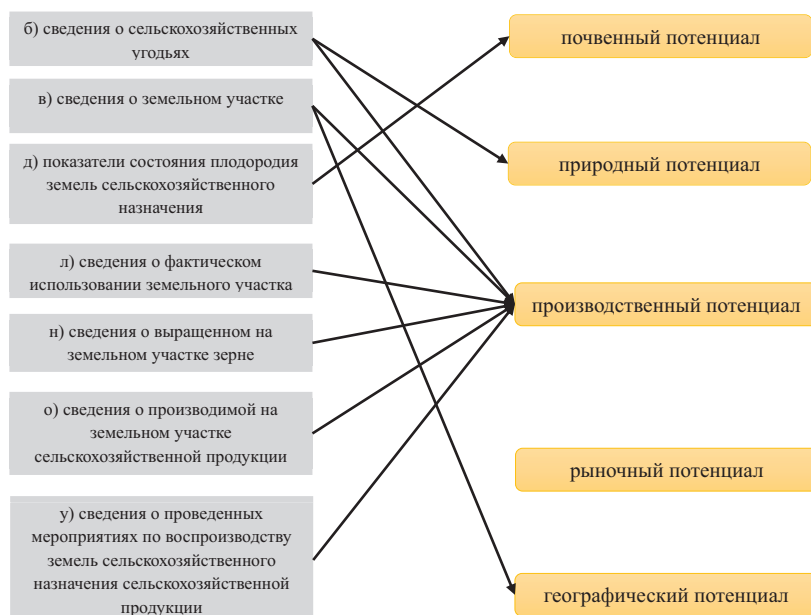 б) сведения о сельскохозяйственных
угодьях
в) сведения о земельном участке
д) показатели состояния плодородия
земель сельскохозяйственного
назначения
л) сведения о фактическом
использовании земельного участка
н) сведения о выращенном на
земельном участке зерне
о) сведения о производимой на
земельном участке
сельскохозяйственной продукции
у) сведения о проведенных
мероприятиях по воспроизводству
земель сельскохозяйственного
назначения сельскохозяйственной
продукции
почвенный потенциал
природный потенциал
производственный потенциал
рыночный потенциал
географический потенциал